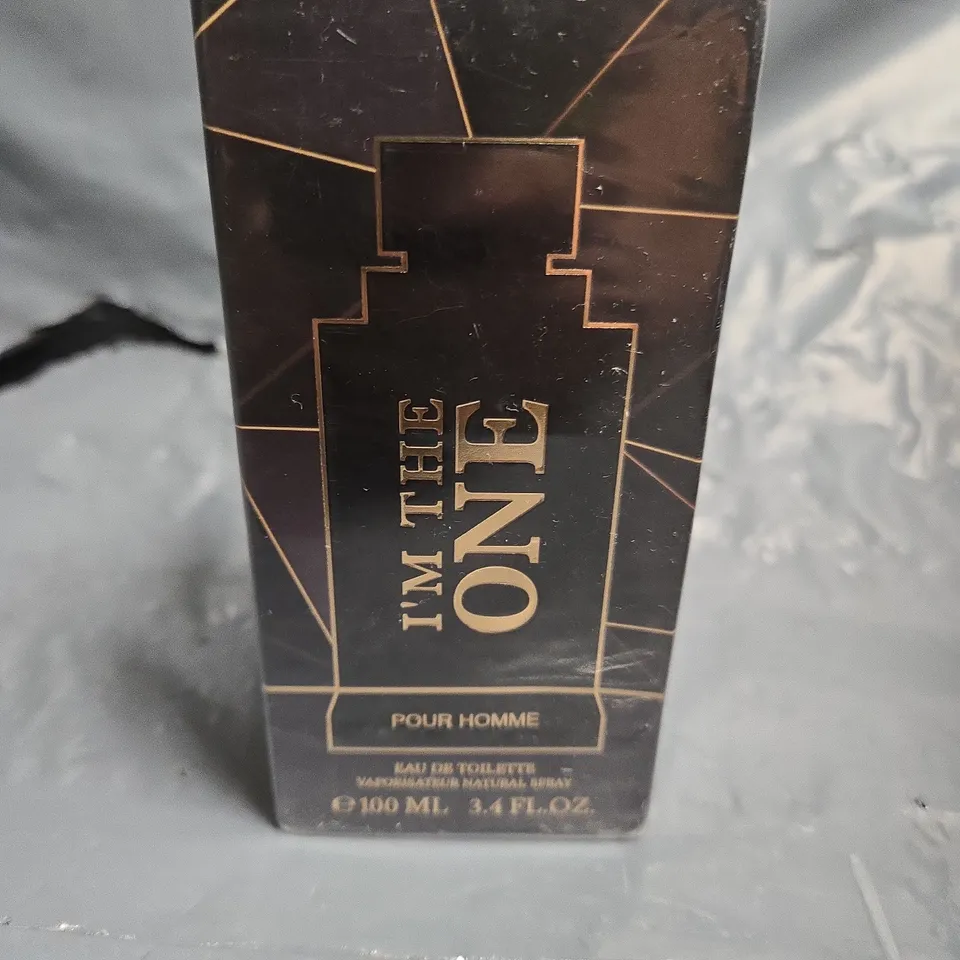 I'M THE
ONE
POUR HOMME
EAU DE TOILETTE
VAPORISATEUR NATURAL SPRAY
℮100 ML 3.4 FL.OZ.